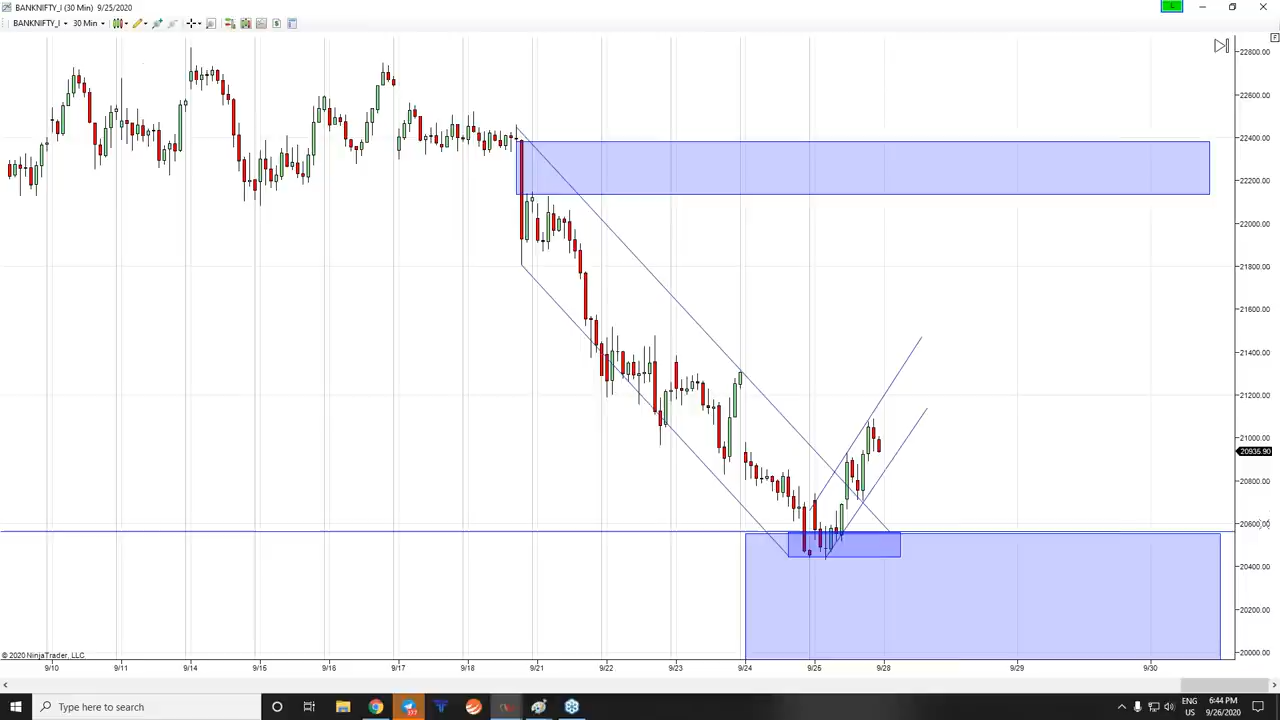 BANKNIFTY_I (30 Min) 9/25/2020
BANKNIFTY_I 30 Min
F
22800.00
22600.00
22400.00
22200.00
22000.00
21800.00
21600.00
21400.00
21200.00
21000.00
20936.90
20800.00
20600.00
20400.00
20200.00
20000.00
© 2020 NinjaTrader, LLC
9/10 9/11 9/14 9/15 9/16 9/17 9/18 9/21 9/22 9/23 9/24 9/25 9/28 9/29 9/30
Type here to search
ENG
US
6:44 PM
9/26/2020